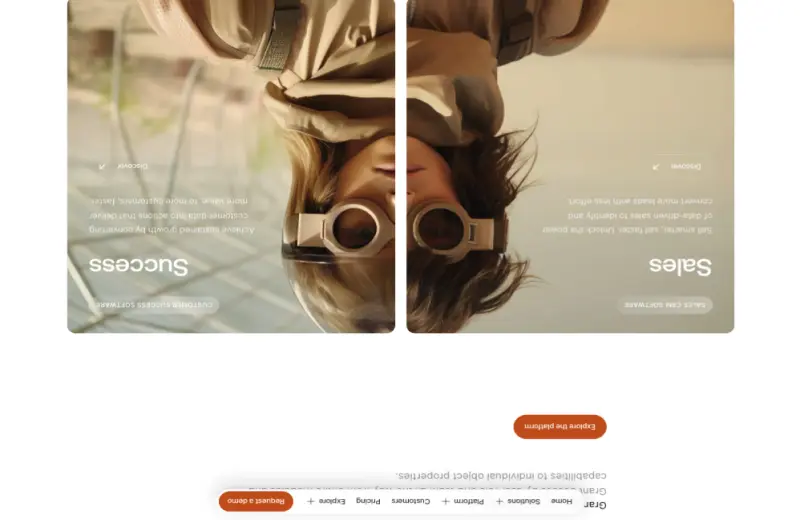 Home Solutions + Platform + Customers Pricing Explore + Request a demo
capabilities to individual object properties.
Explore the platform
SALES CRM SOFTWARE
Sales
Sell smarter, sell faster. Unlock the power
of data-driven sales to identify and
convert more leads with less effort.
Discover
CUSTOMER SUCCESS SOFTWARE
Success
Achieve sustained growth by converting
customer data into actions that deliver
more value, to more customers, faster.
Discover